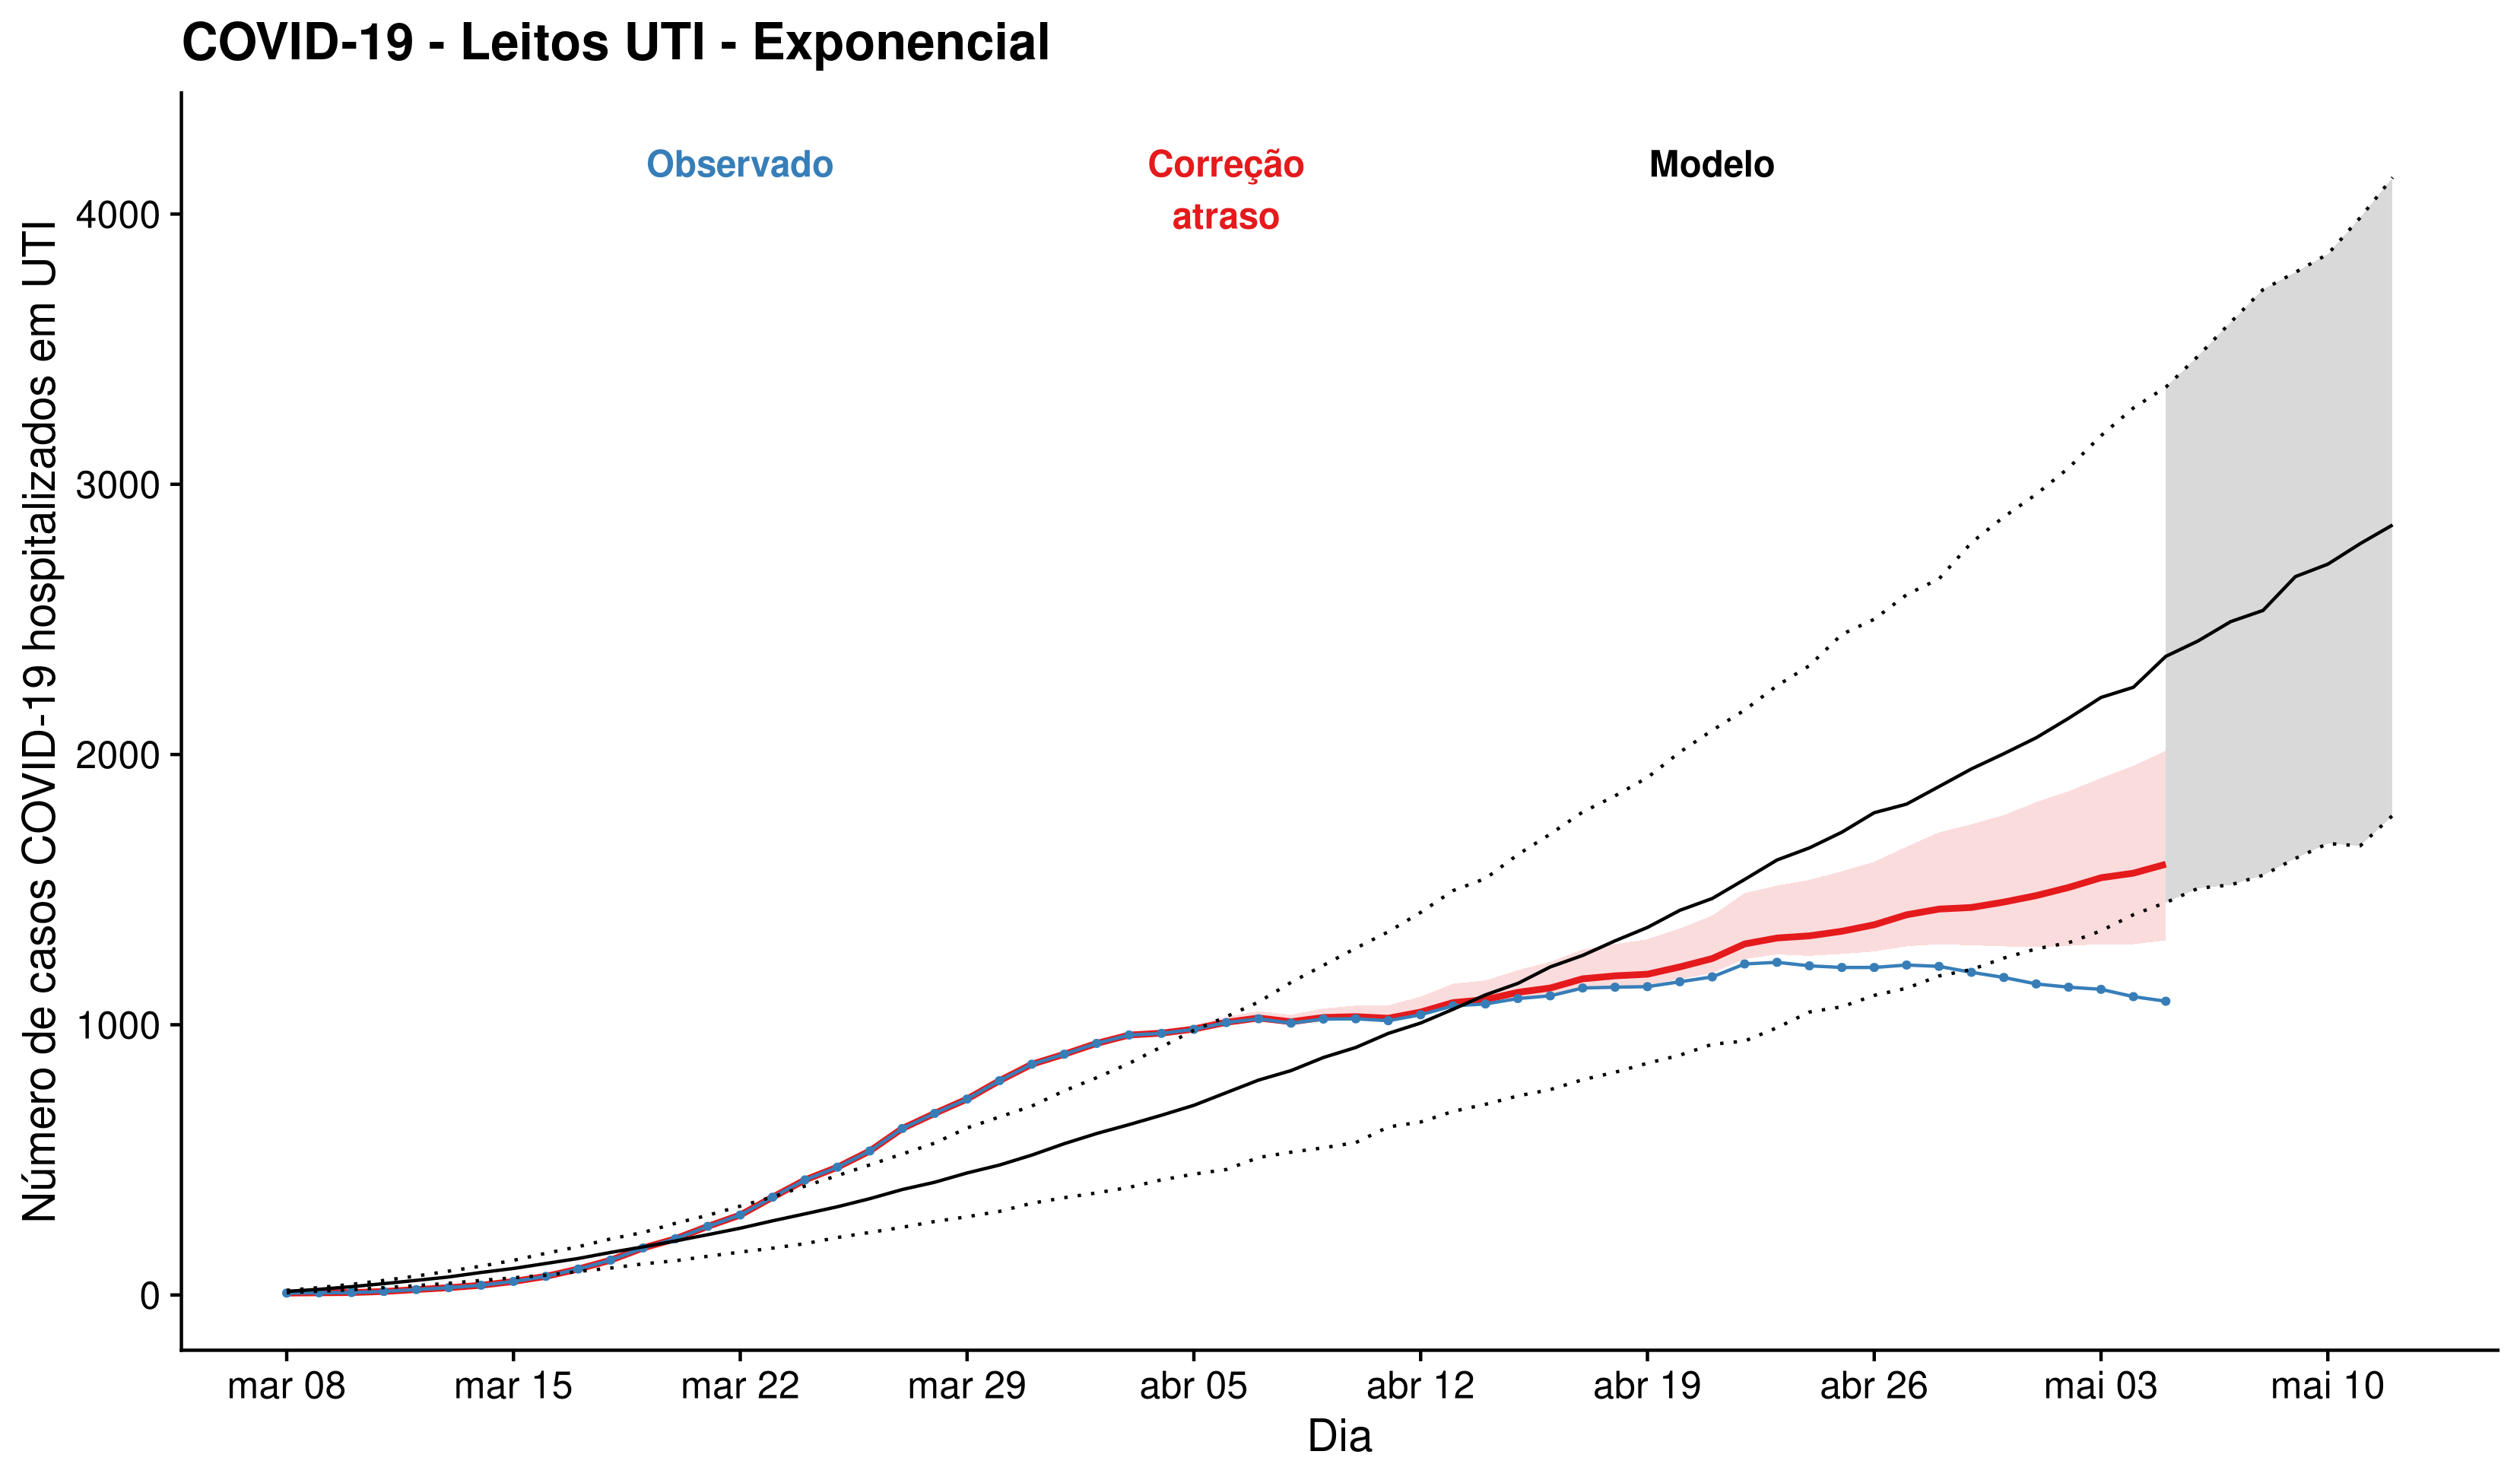 COVID-19 - Leitos UTI - Exponencial
Observado
Correção
atraso
Modelo
Número de casos COVID-19 hospitalizados em UTI
4000
3000
2000
1000
0
mar 08
mar 15
mar 22
mar 29
abr 05
abr 12
abr 19
abr 26
mai 03
mai 10
Dia